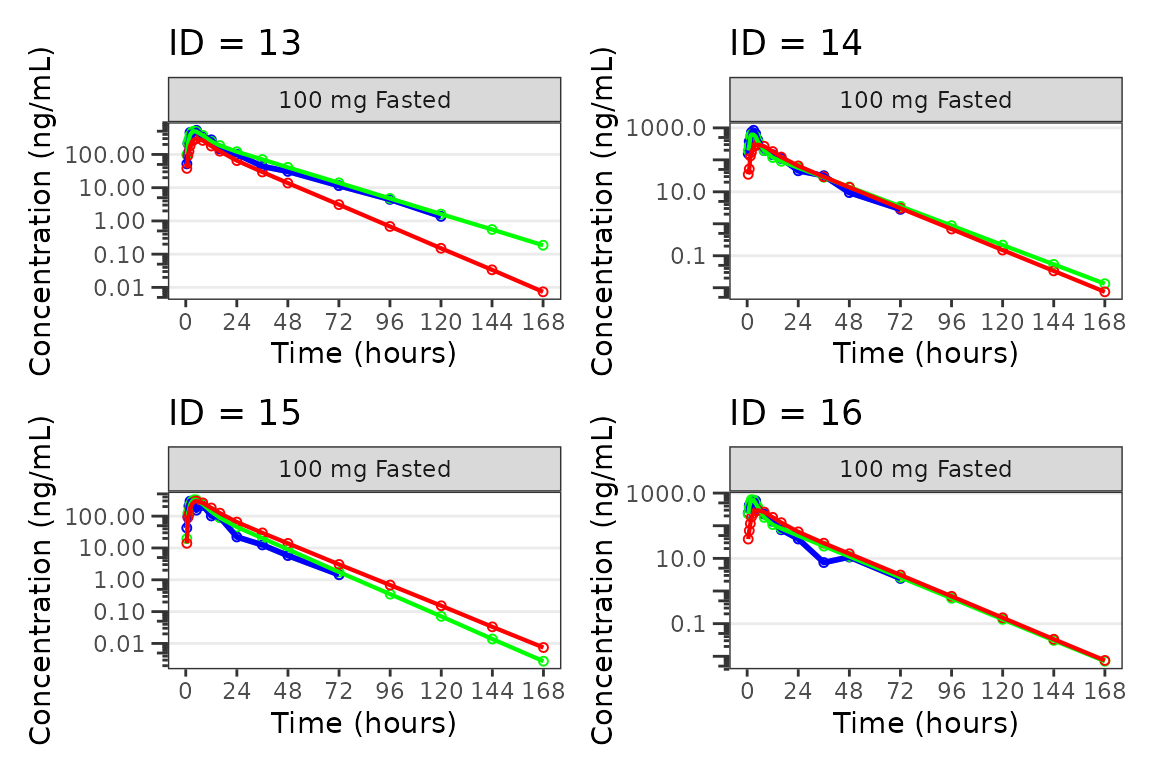 ID = 13
100 mg Fasted
Concentration (ng/mL)
100.00
10.00
1.00
0.10
0.01
0 24 48 72 96 120 144 168
Time (hours)
ID = 14
100 mg Fasted
Concentration (ng/mL)
1000.0
10.0
0.1
0 24 48 72 96 120 144 168
Time (hours)
ID = 15
100 mg Fasted
Concentration (ng/mL)
100.00
10.00
1.00
0.10
0.01
0 24 48 72 96 120 144 168
Time (hours)
ID = 16
100 mg Fasted
Concentration (ng/mL)
1000.0
10.0
0.1
0 24 48 72 96 120 144 168
Time (hours)